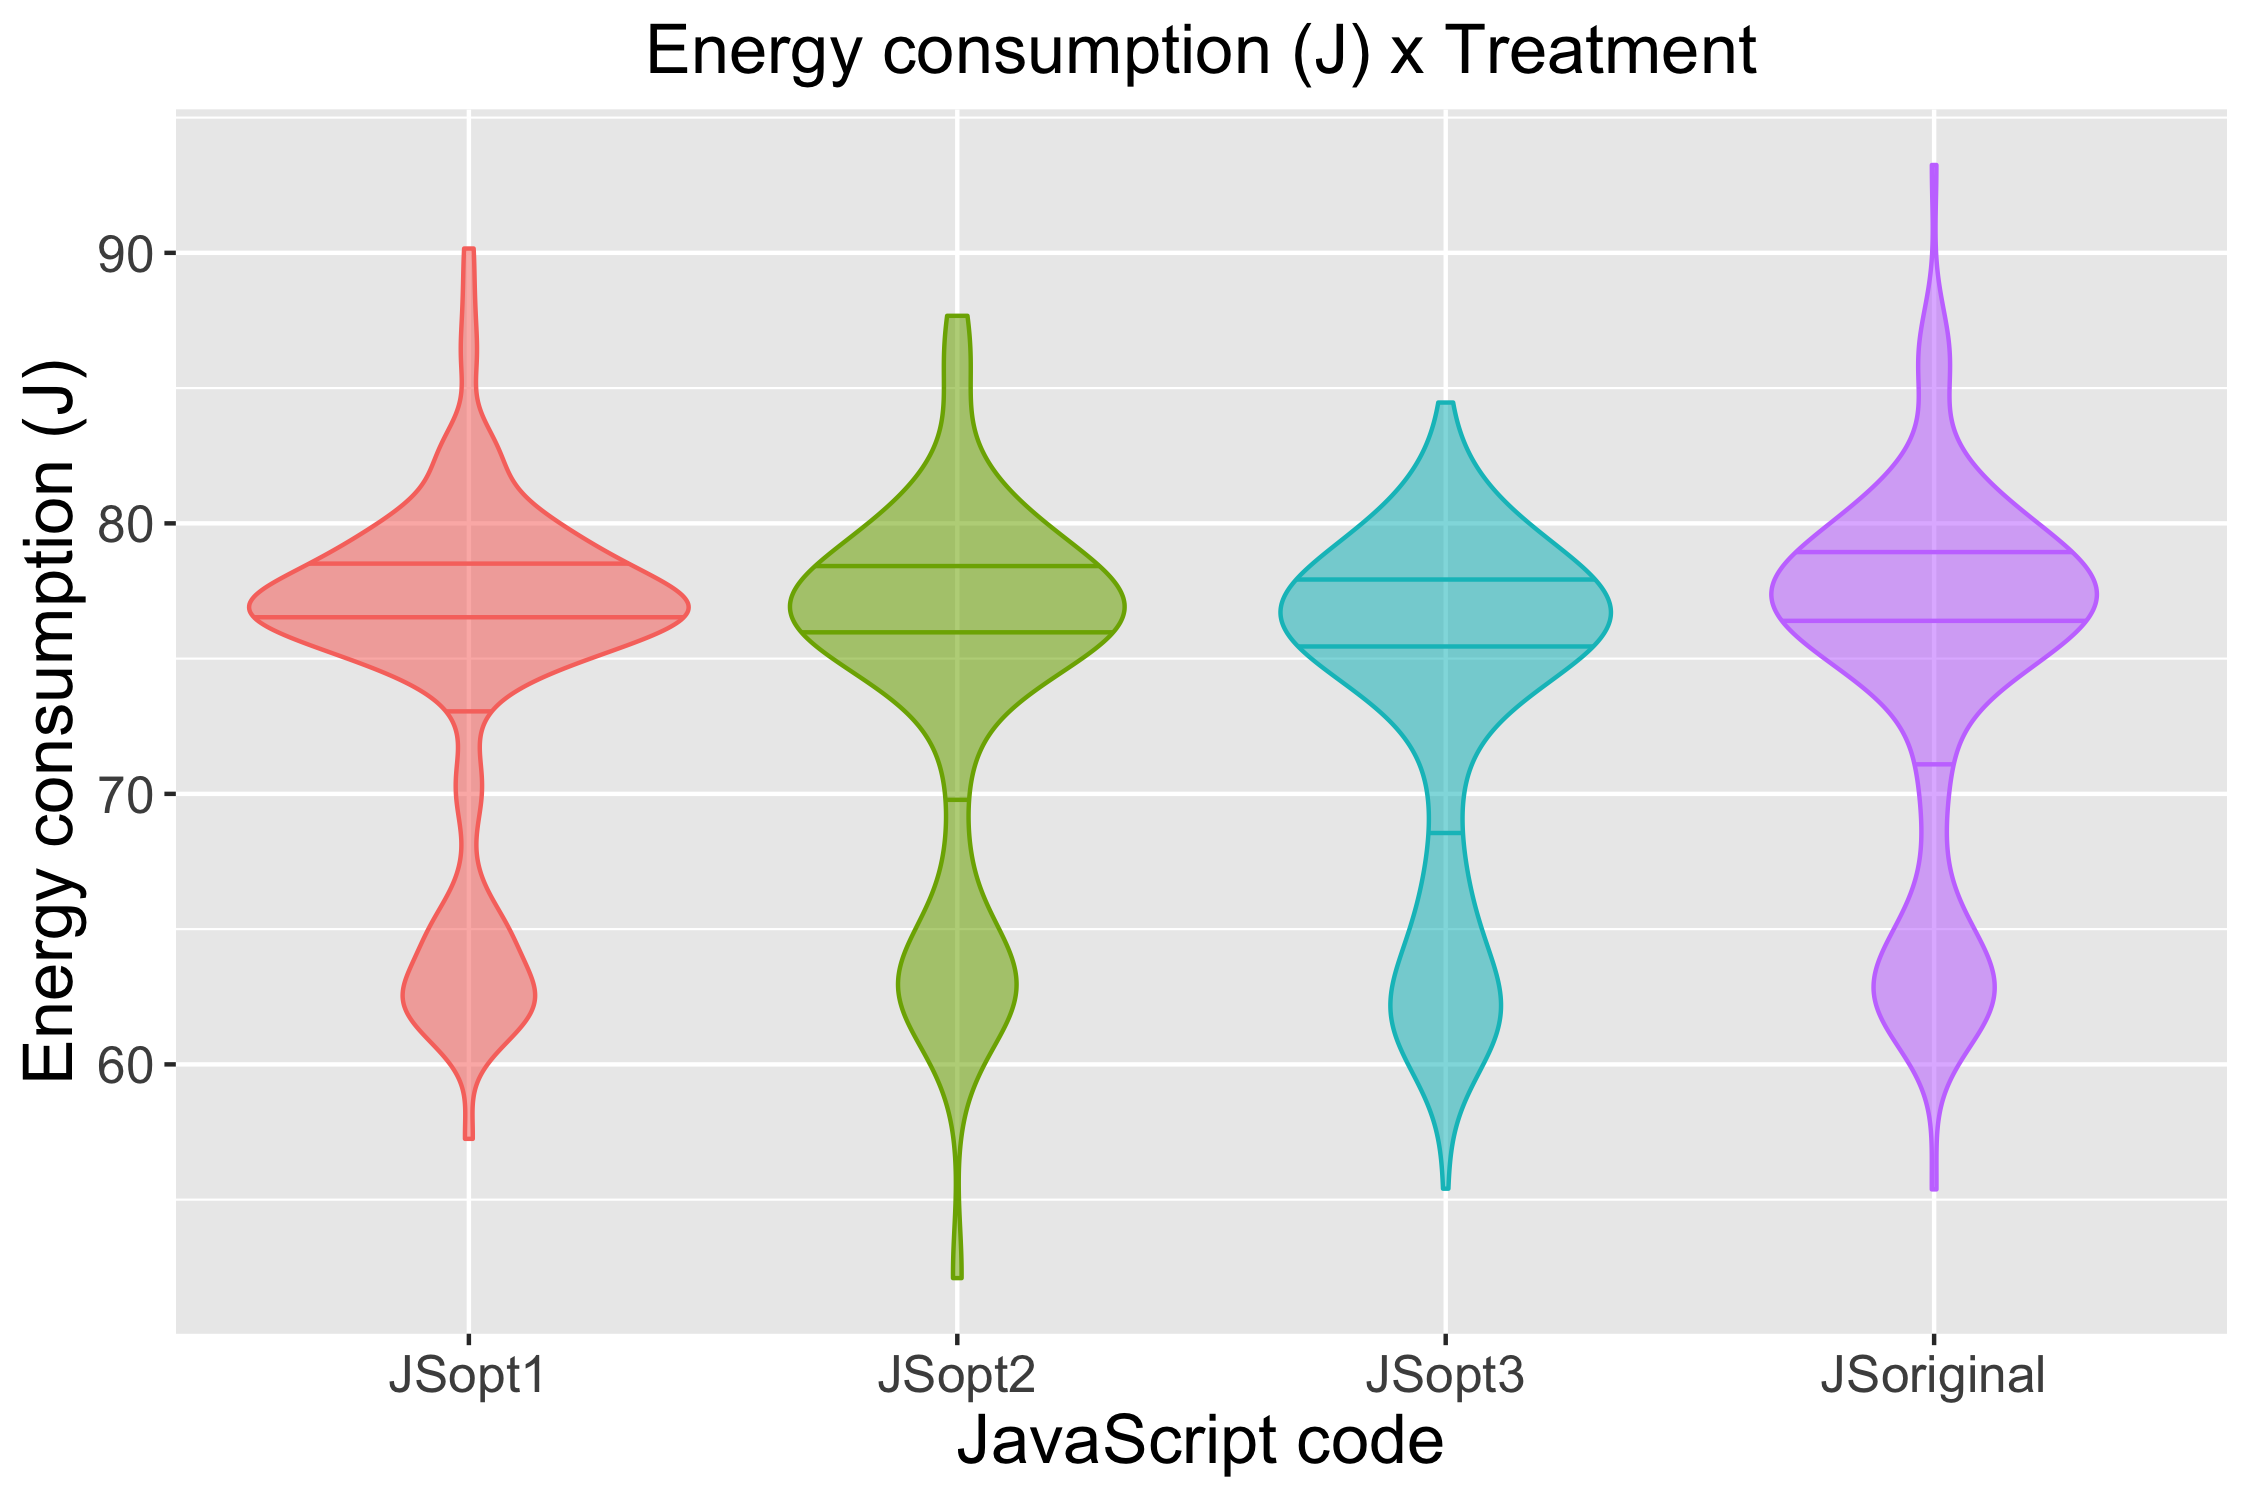 Energy consumption (J) x Treatment
Energy consumption (J)
90
80
70
60
JSopt1 JSopt2 JSopt3 JSoriginal
JavaScript code